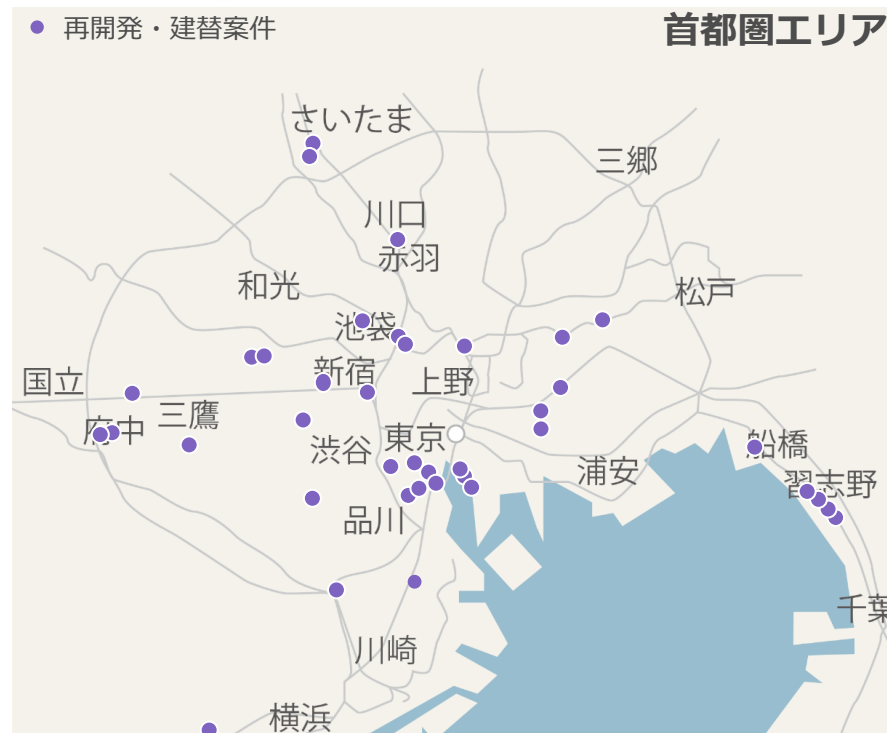 再開発・建替案件
首都圏エリア
さいたま
三郷
川口
赤羽
和光
松戸
池袋
新宿
上野
国立
三鷹
府中
東京
渋谷
船橋
浦安
習志野
品川
千葉
川崎
横浜